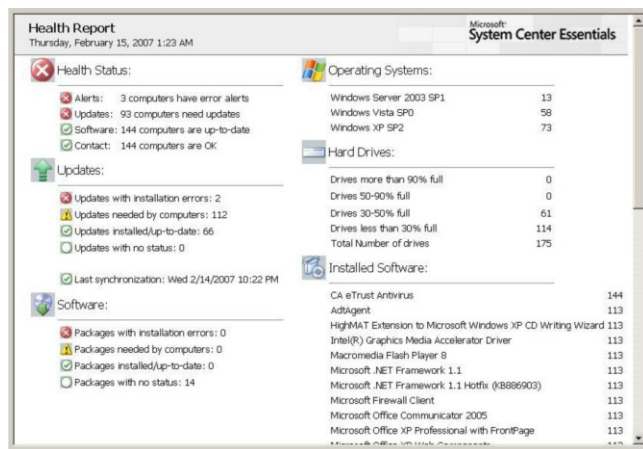 Health Report
Thursday, February 15, 2007 1:23 AM
Microsoft
System Center Essentials
Health Status:
Alerts: 3 computers have error alerts
Updates: 93 computers need updates
Software: 144 computers are up-to-date
Contact: 144 computers are OK
Updates:
Updates with installation errors: 2
Updates needed by computers: 112
Updates installed/up-to-date: 66
Updates with no status: 0
Last synchronization: Wed 2/14/2007 10:22 PM
Software:
Packages with installation errors: 0
Packages needed by computers: 0
Packages installed/up-to-date: 0
Packages with no status: 14
Operating Systems:
Windows Server 2003 SP1 13
Windows Vista SP0 58
Windows XP SP2 73
Hard Drives:
Drives more than 90% full 0
Drives 50-90% full 0
Drives 30-50% full 61
Drives less than 30% full 114
Total Number of drives 175
Installed Software:
CA eTrust Antivirus 144
AdtAgent 113
HighMAT Extension to Microsoft Windows XP CD Writing Wizard 113
Intel(R) Graphics Media Accelerator Driver 113
Macromedia Flash Player 8 113
Microsoft .NET Framework 1.1 113
Microsoft .NET Framework 1.1 Hotfix (KB886903) 113
Microsoft Firewall Client 113
Microsoft Office Communicator 2005 113
Microsoft Office XP Professional with FrontPage 113
Microsoft Office XP Web Components